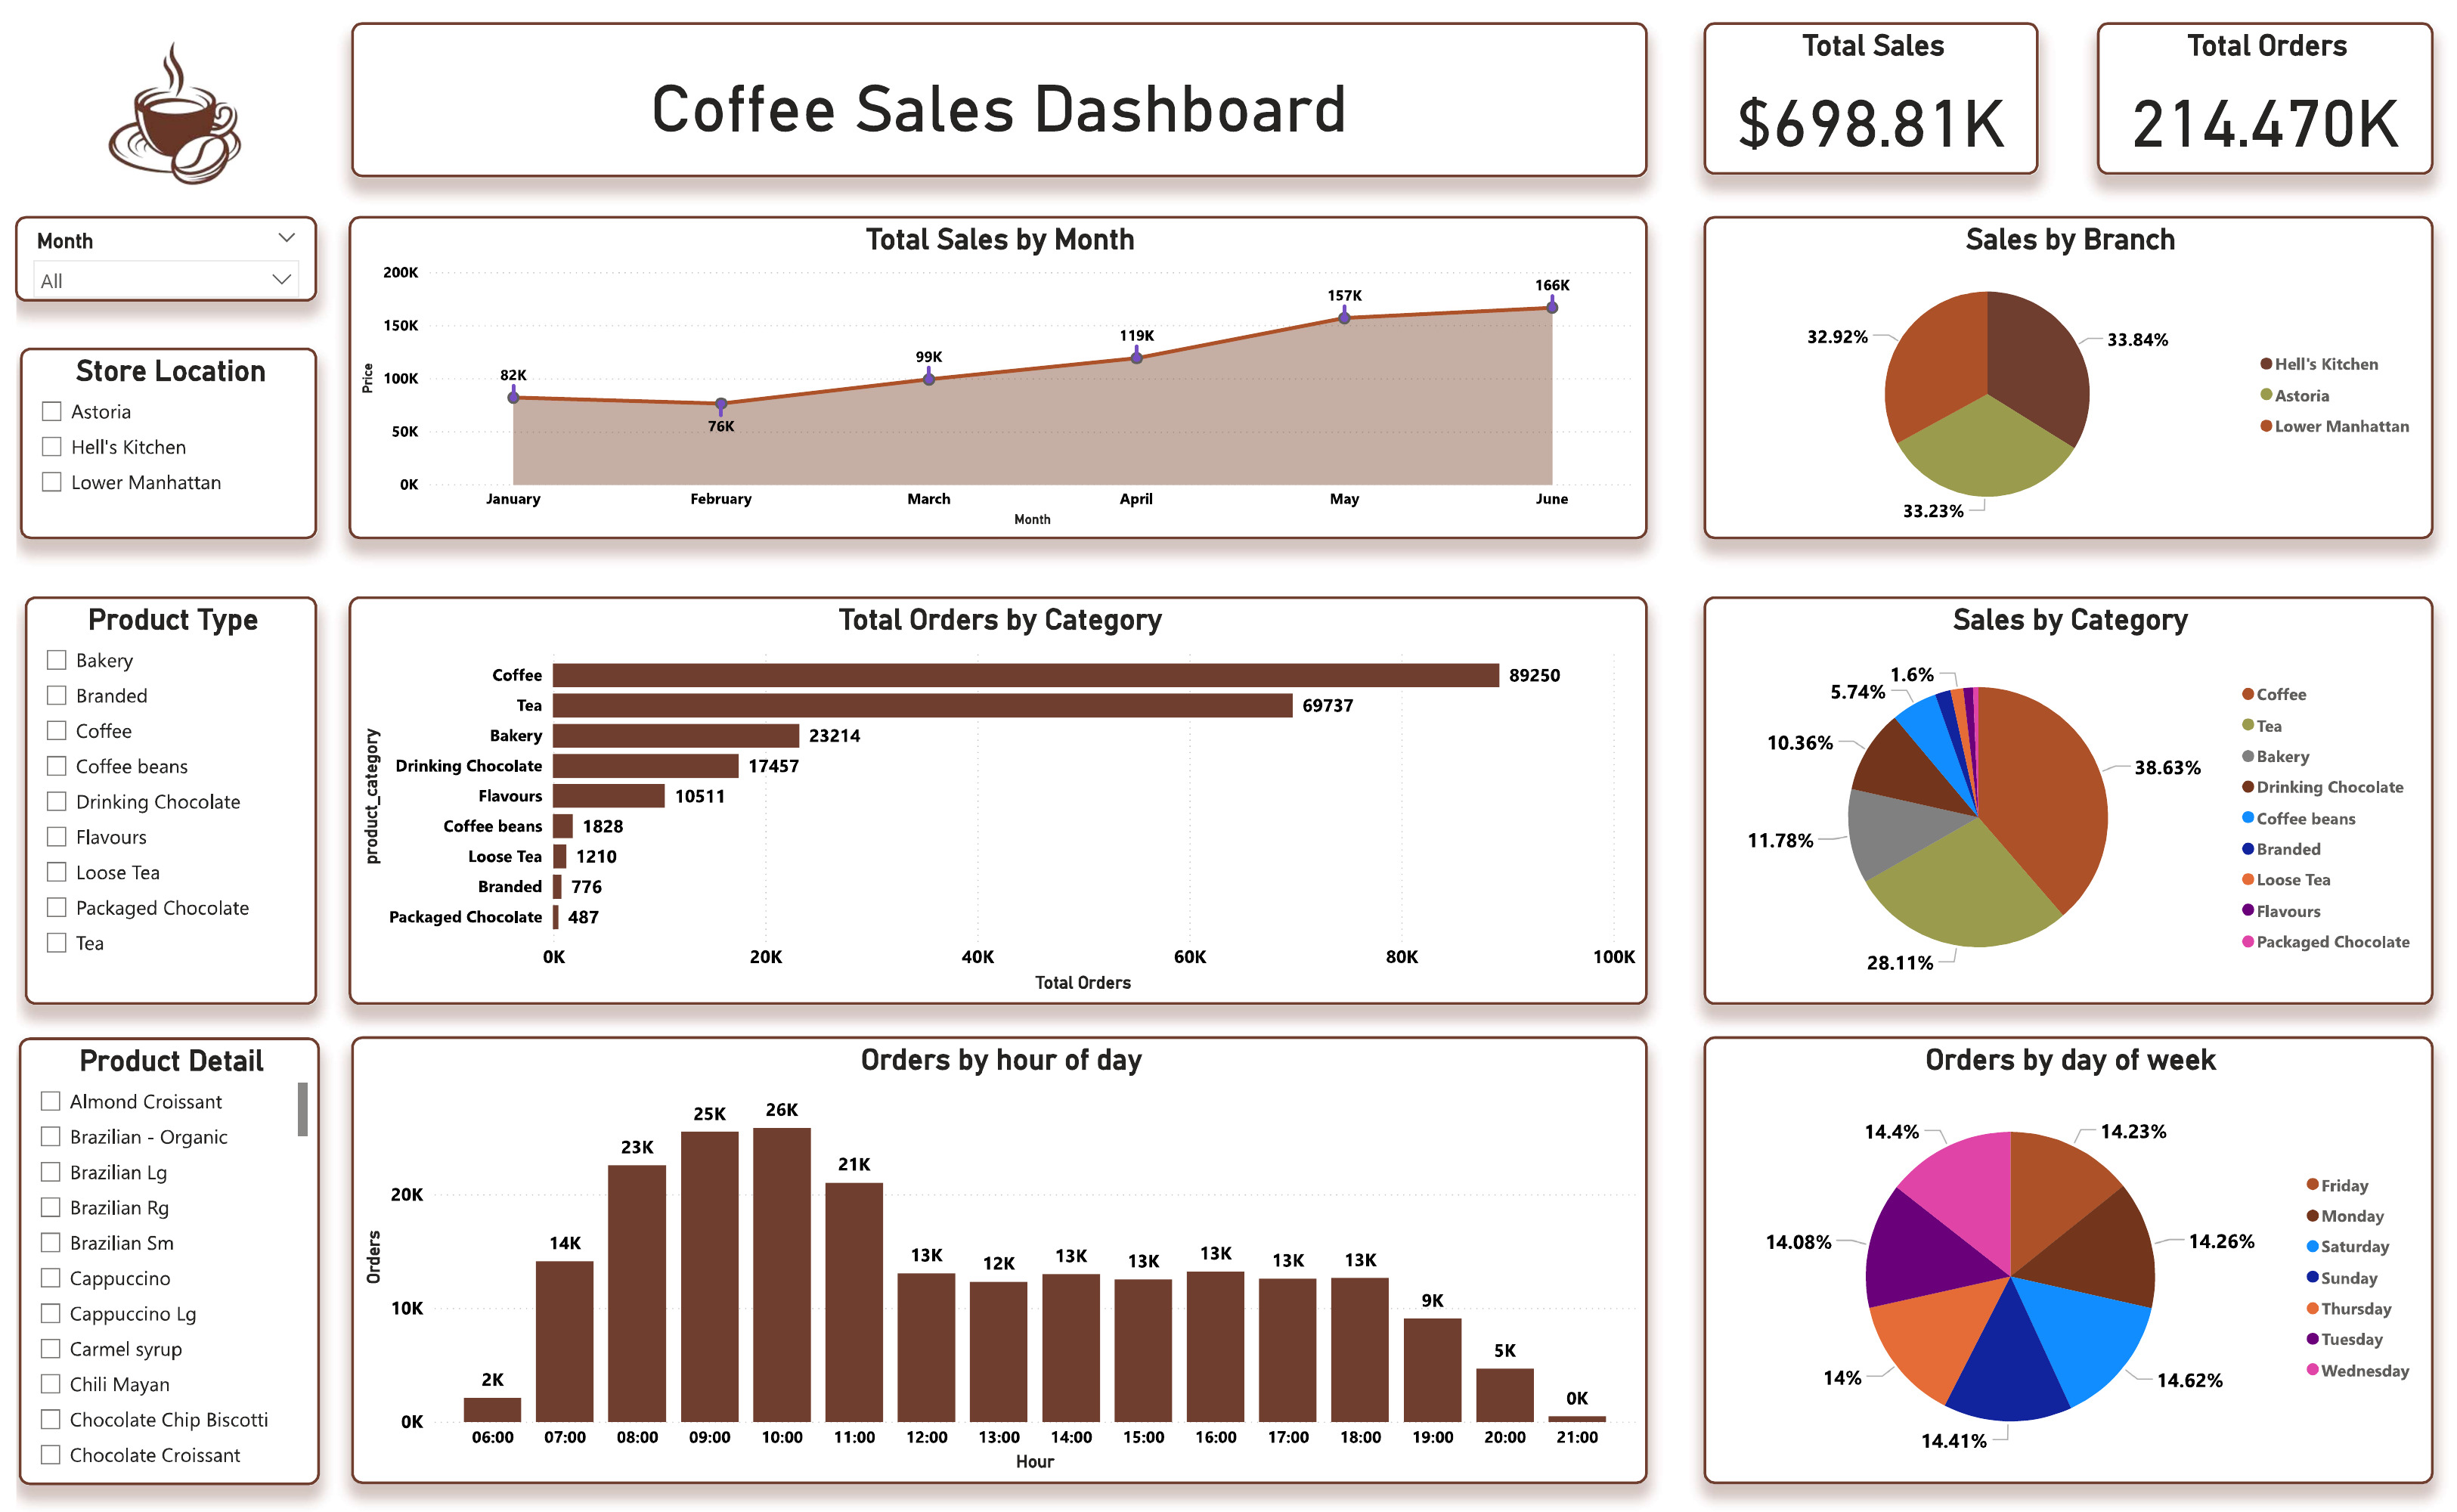 Coffee Sales Dashboard
Total Sales
$698.81K
Total Orders
214.470K
Month
All
Store Location
Astoria
Hell's Kitchen
Lower Manhattan
Total Sales by Month
Price
200K
150K
100K
50K
0K
82K
76K
99K
119K
157K
166K
January
February
March
April
May
June
Month
Sales by Branch
33.84%
33.23%
32.92%
Hell's Kitchen
Astoria
Lower Manhattan
Product Type
Bakery
Branded
Coffee
Coffee beans
Drinking Chocolate
Flavours
Loose Tea
Packaged Chocolate
Tea
Total Orders by Category
product_category
Coffee 89250
Tea 69737
Bakery 23214
Drinking Chocolate 17457
Flavours 10511
Coffee beans 1828
Loose Tea 1210
Branded 776
Packaged Chocolate 487
0K 20K 40K 60K 80K 100K
Total Orders
Sales by Category
1.6%
5.74%
10.36%
11.78%
28.11%
38.63%
Coffee
Tea
Bakery
Drinking Chocolate
Coffee beans
Branded
Loose Tea
Flavours
Packaged Chocolate
Product Detail
Almond Croissant
Brazilian - Organic
Brazilian Lg
Brazilian Rg
Brazilian Sm
Cappuccino
Cappuccino Lg
Carmel syrup
Chili Mayan
Chocolate Chip Biscotti
Chocolate Croissant
Orders by hour of day
Orders
20K
10K
0K
2K
14K
23K
25K
26K
21K
13K
12K
13K
13K
13K
13K
13K
9K
5K
0K
06:00 07:00 08:00 09:00 10:00 11:00 12:00 13:00 14:00 15:00 16:00 17:00 18:00 19:00 20:00 21:00
Hour
Orders by day of week
14.4%
14.23%
14.08%
14.26%
14%
14.62%
14.41%
Friday
Monday
Saturday
Sunday
Thursday
Tuesday
Wednesday